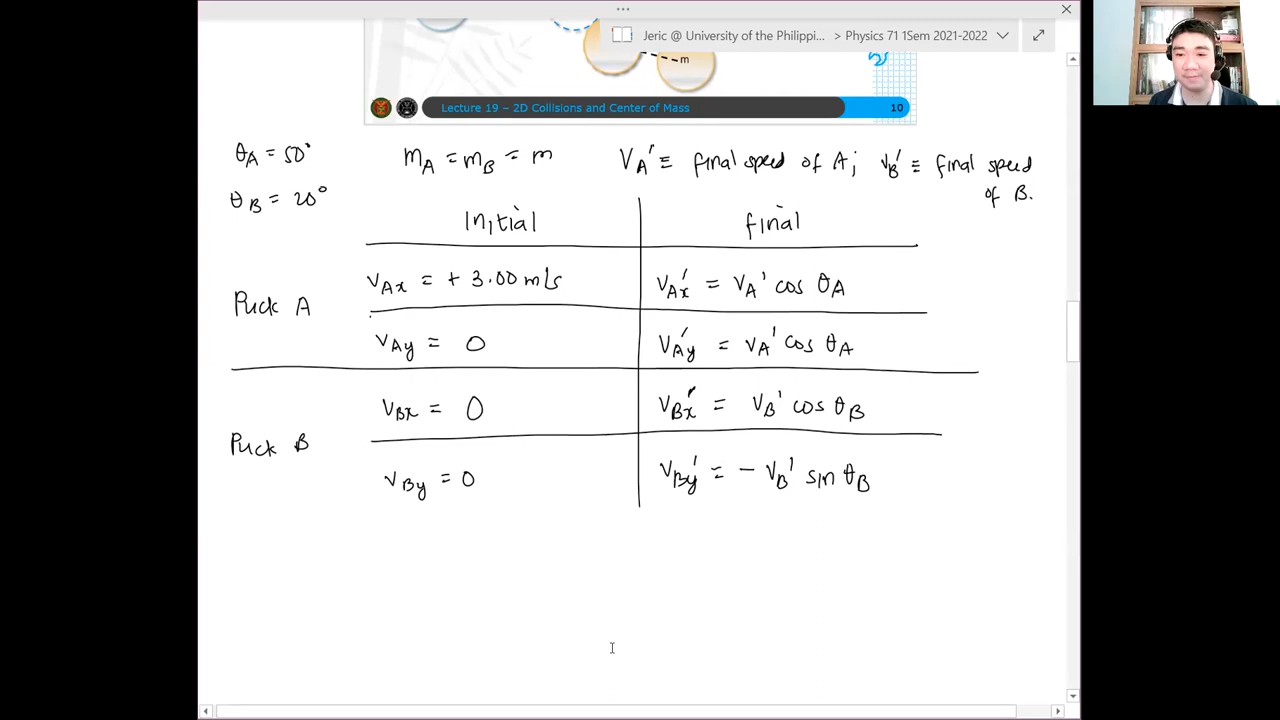 Jeric @ University of the Philippi... > Physics 71 1Sem 2021-2022
m
Lecture 19 – 2D Collisions and Center of Mass 10
θA = 50°
θB = 20°
mA = mB = m
VA' ≡ final speed of A; VB' ≡ final speed
of B.
Initial final
Puck A
VAx = + 3.00 m/s VAx' = VA' cos θA
VAy = 0 VAy' = VA' cos θA
Puck B
VBx = 0 VBx' = VB' cos θB
VBy = 0 VBy' = - VB' sin θB